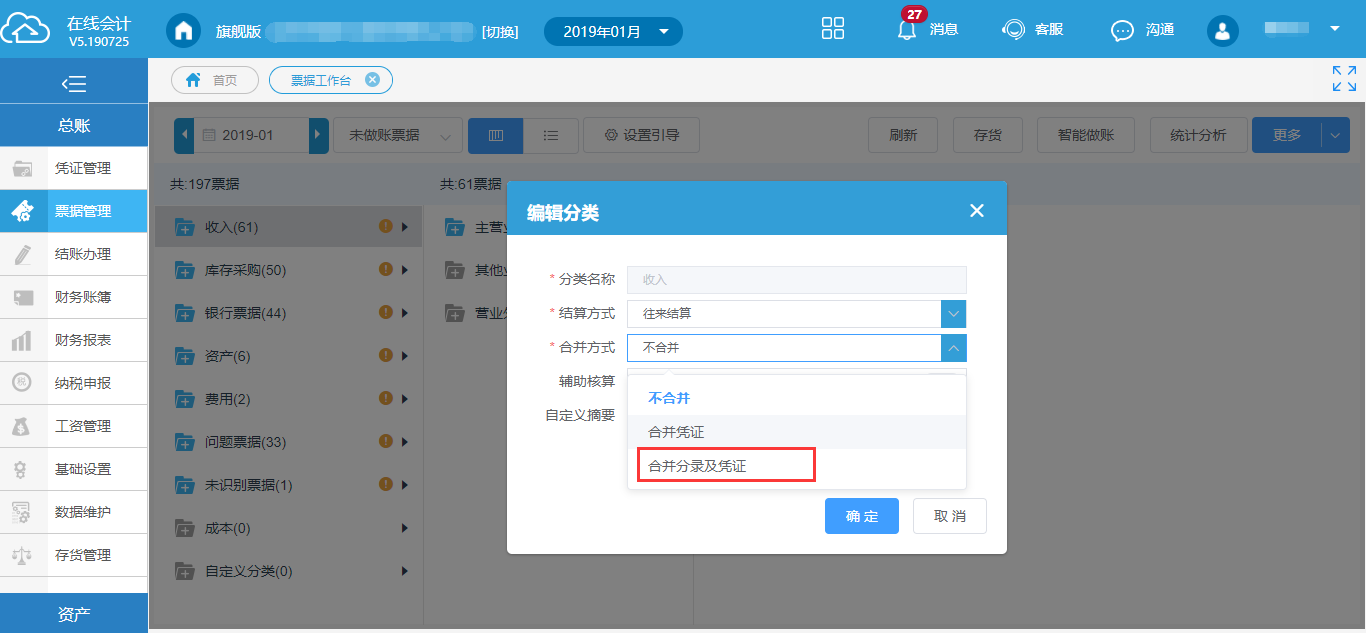 在线会计
V5.190725
旗舰版
[切换]
2019年01月
27
消息
客服
沟通
首页
票据工作台
总账
凭证管理
票据管理
结账办理
财务账簿
财务报表
税
纳税申报
工资管理
基础设置
数据维护
存货管理
资产
2019-01
未做账票据
设置引导
刷新
存货
智能做账
统计分析
更多
共:197票据
共:61票据
收入(61)
库存采购(50)
银行票据(44)
资产(6)
费用(2)
问题票据(33)
未识别票据(1)
成本(0)
自定义分类(0)
主营业
其他业
营业外
编辑分类
* 分类名称
收入
* 结算方式
往来结算
* 合并方式
不合并
辅助核算
自定义摘要
不合并
合并凭证
合并分录及凭证
确 定
取 消